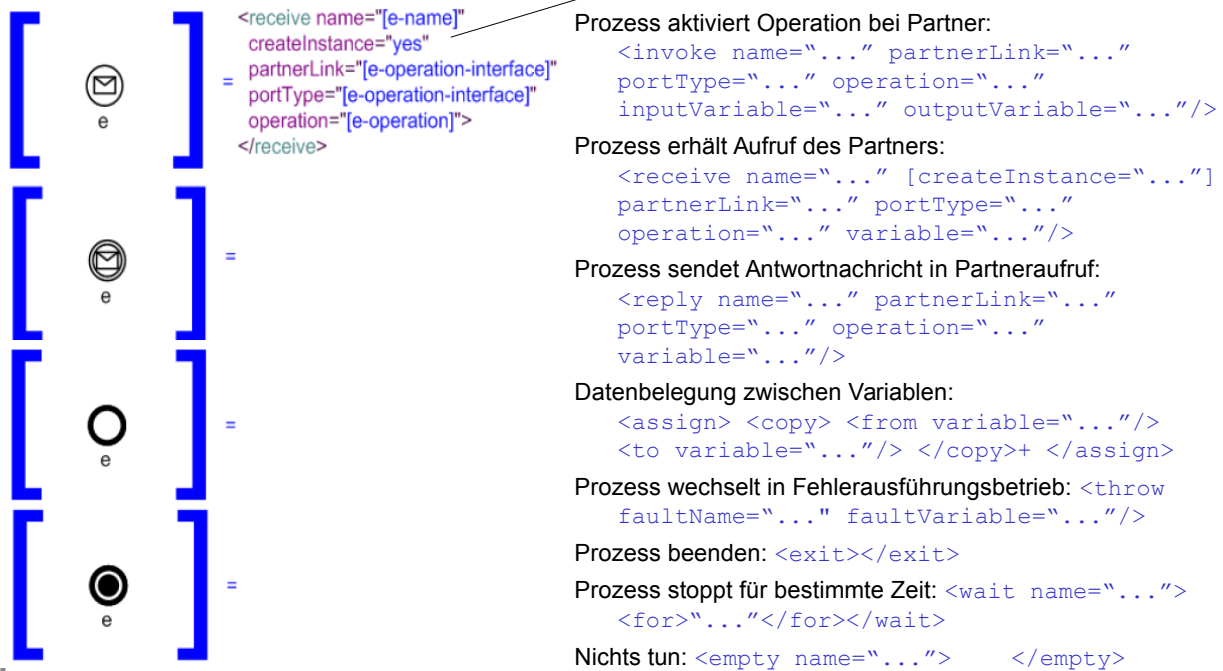 <receive name="[e-name]"
createInstance="yes"
partnerLink="[e-operation-interface]"
portType="[e-operation-interface]"
operation="[e-operation]">
</receive>
e
=
e
=
e
=
e
=
Prozess aktiviert Operation bei Partner:
<invoke name=“...” partnerLink=“...”
portType=“...” operation=“...”
inputVariable=“...” outputVariable=“...”/>
Prozess erhält Aufruf des Partners:
<receive name=“...” [createInstance=“...”]
partnerLink=“...” portType=“...”
operation=“...” variable=“...”/>
Prozess sendet Antwortnachricht in Partneraufruf:
<reply name=“...” partnerLink=“...”
portType=“...” operation=“...”
variable=“...”/>
Datenbelegung zwischen Variablen:
<assign> <copy> <from variable=“...”/>
<to variable=“...”/> </copy>+ </assign>
Prozess wechselt in Fehlerausführungsbetrieb: <throw
faultName=“..." faultVariable=“...”/>
Prozess beenden: <exit></exit>
Prozess stoppt für bestimmte Zeit: <wait name=“...”>
<for>“...”</for></wait>
Nichts tun: <empty name=“...”> </empty>